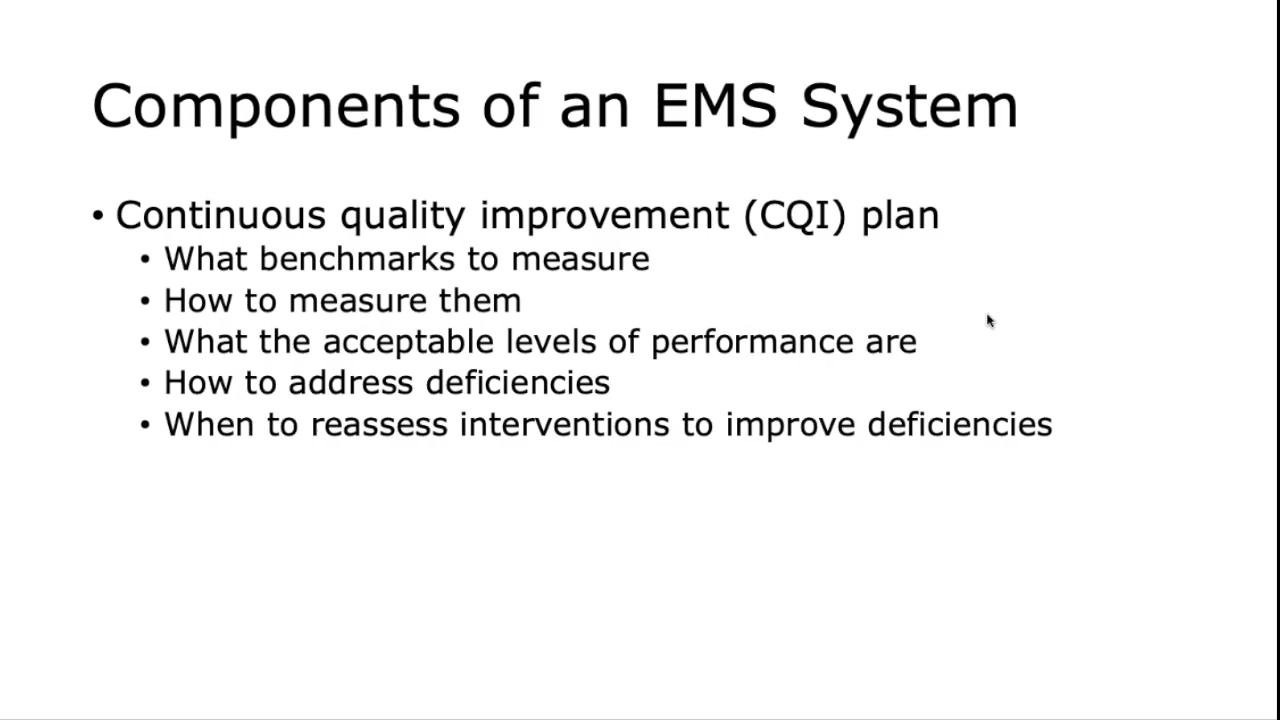 Components of an EMS System
• Continuous quality improvement (CQI) plan
• What benchmarks to measure
• How to measure them
• What the acceptable levels of performance are
• How to address deficiencies
• When to reassess interventions to improve deficiencies